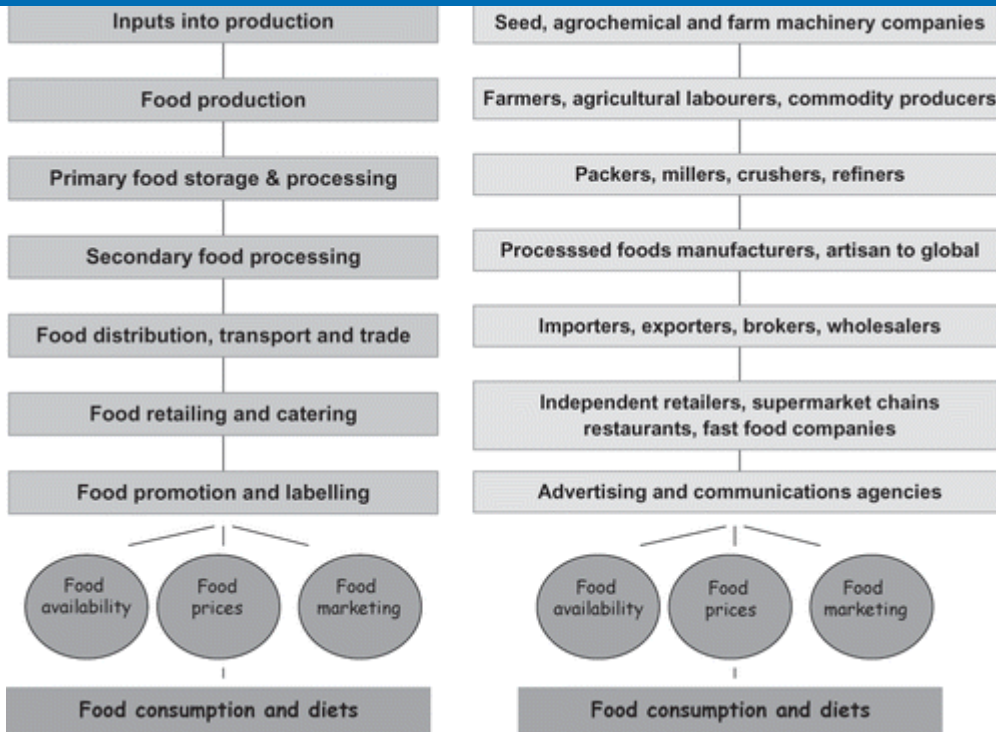 Inputs into production
Food production
Primary food storage & processing
Secondary food processing
Food distribution, transport and trade
Food retailing and catering
Food promotion and labelling
Food
availability
Food
prices
Food
marketing
Food consumption and diets
Seed, agrochemical and farm machinery companies
Farmers, agricultural labourers, commodity producers
Packers, millers, crushers, refiners
Processsed foods manufacturers, artisan to global
Importers, exporters, brokers, wholesalers
Independent retailers, supermarket chains
restaurants, fast food companies
Advertising and communications agencies
Food
availability
Food
prices
Food
marketing
Food consumption and diets